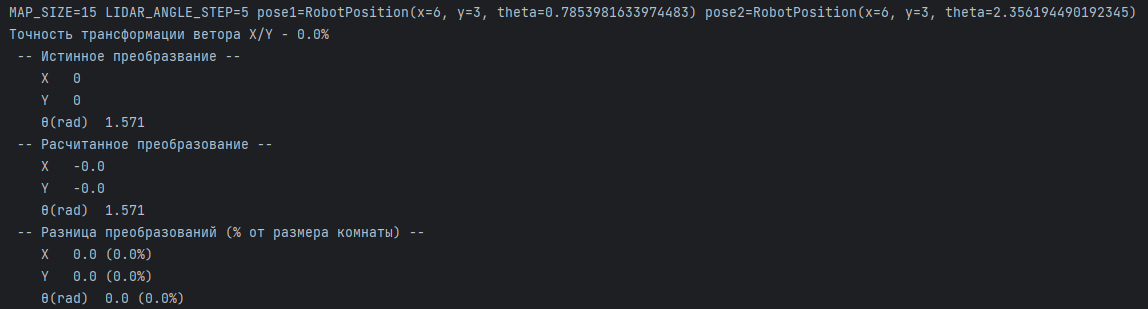 MAP_SIZE=15 LIDAR_ANGLE_STEP=5 pose1=RobotPosition(x=6, y=3, theta=0.7853981633974483) pose2=RobotPosition(x=6, y=3, theta=2.356194490192345)
Точность трансформации ветора X/Y - 0.0%
-- Истинное преобразвание --
X 0
Y 0
θ(rad) 1.571
-- Расчитанное преобразование --
X -0.0
Y -0.0
θ(rad) 1.571
-- Разница преобразований (% от размера комнаты) --
X 0.0 (0.0%)
Y 0.0 (0.0%)
θ(rad) 0.0 (0.0%)